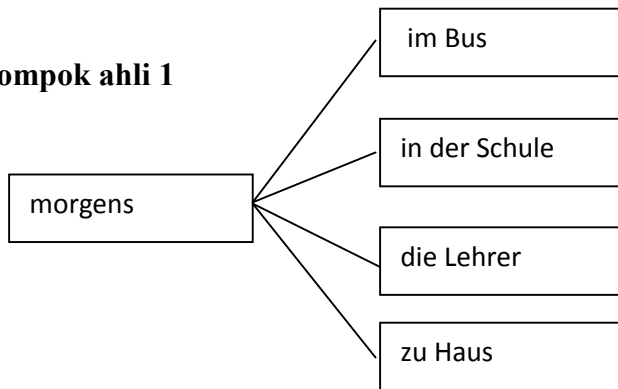 im Bus
ompok ahli 1
in der Schule
morgens
die Lehrer
zu Haus